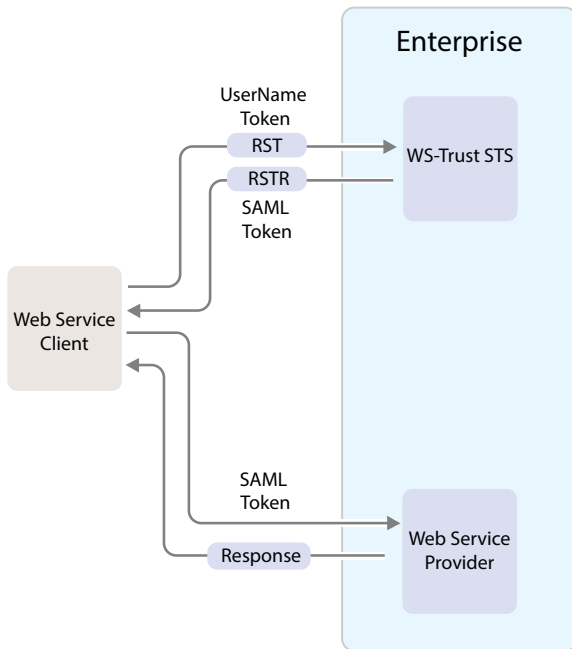 Enterprise
UserName
Token
RST
WS-Trust STS
RSTR
SAML
Token
Web Service
Client
SAML
Token
Web Service
Provider
Response